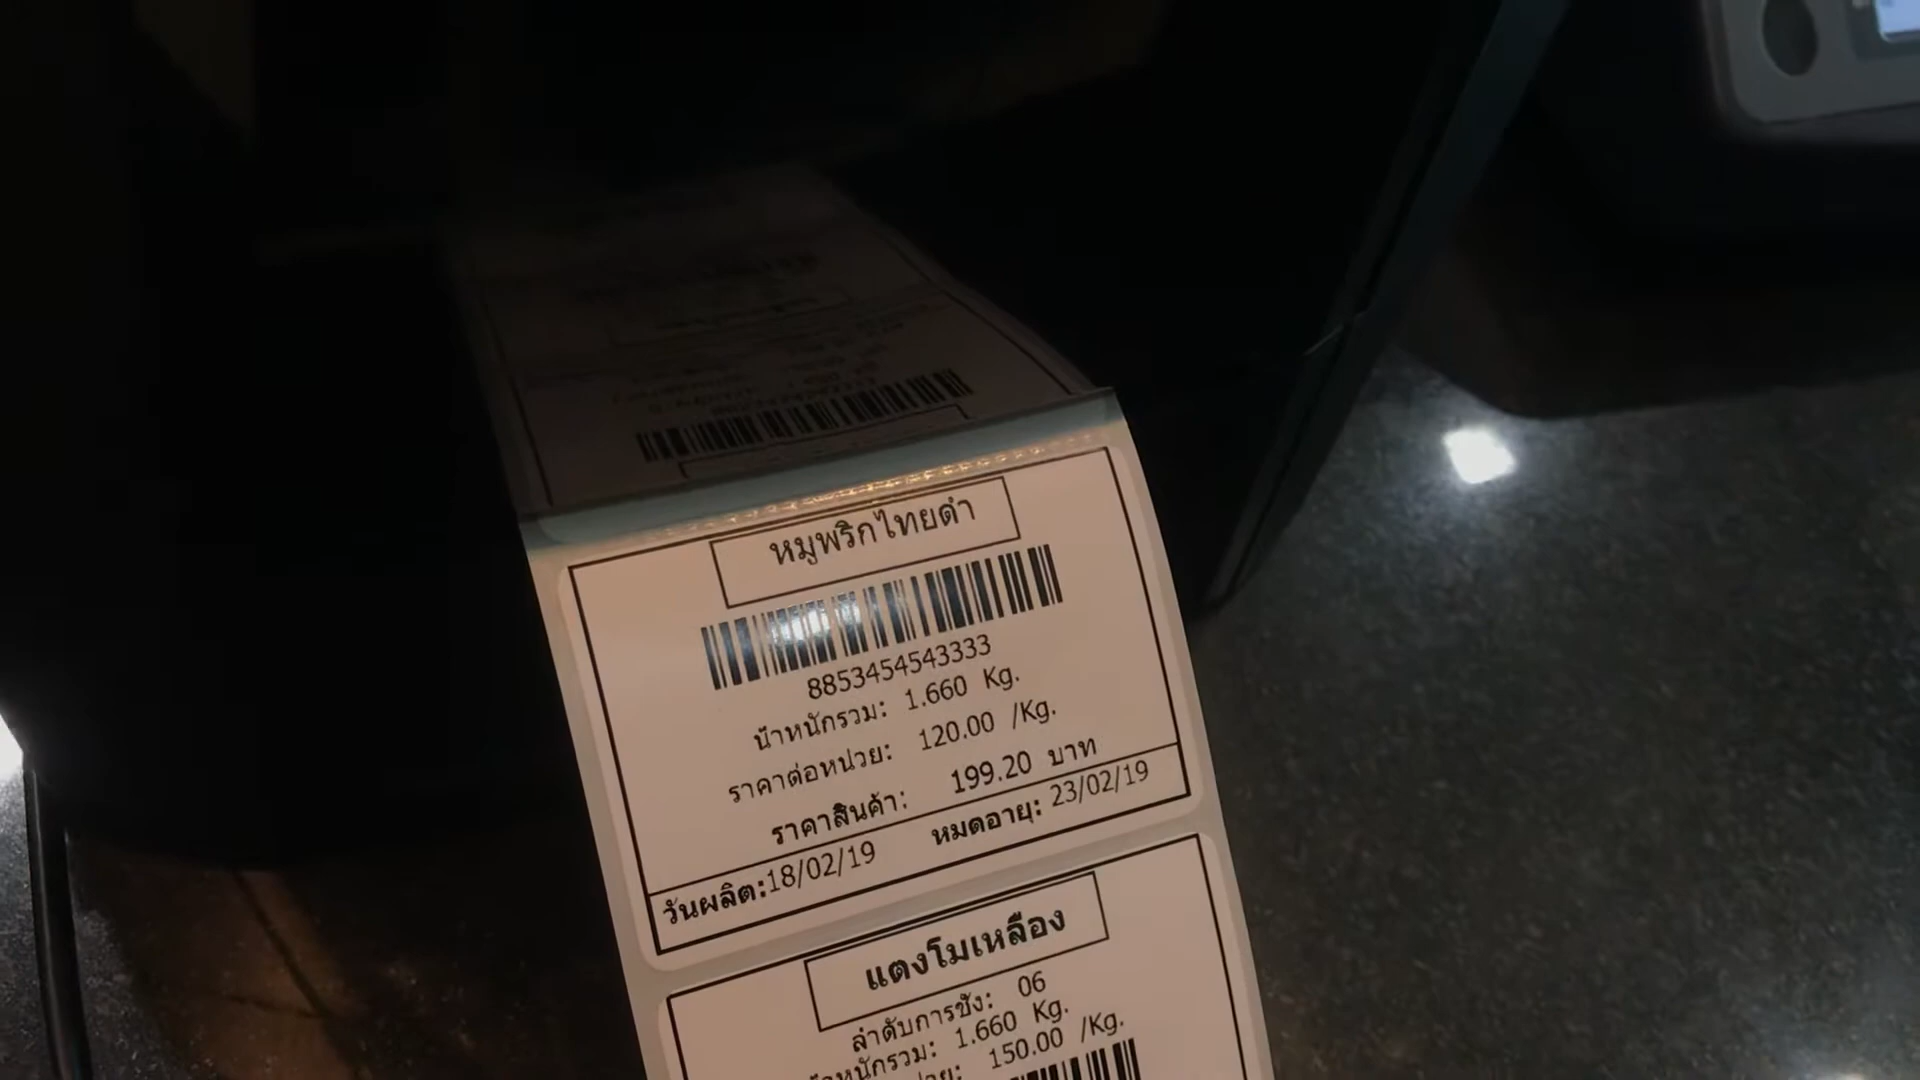 หมูพริกไทยดำ
8853454543333
น้ำหนักรวม: 1.660 Kg.
ราคาต่อหน่วย: 120.00 /Kg.
ราคาสินค้า: 199.20 บาท
วันผลิต:18/02/19 หมดอายุ: 23/02/19
แตงโมเหลือง
ลำดับการชั่ง: 06
น้ำหนักรวม: 1.660 Kg.
150.00 /Kg.